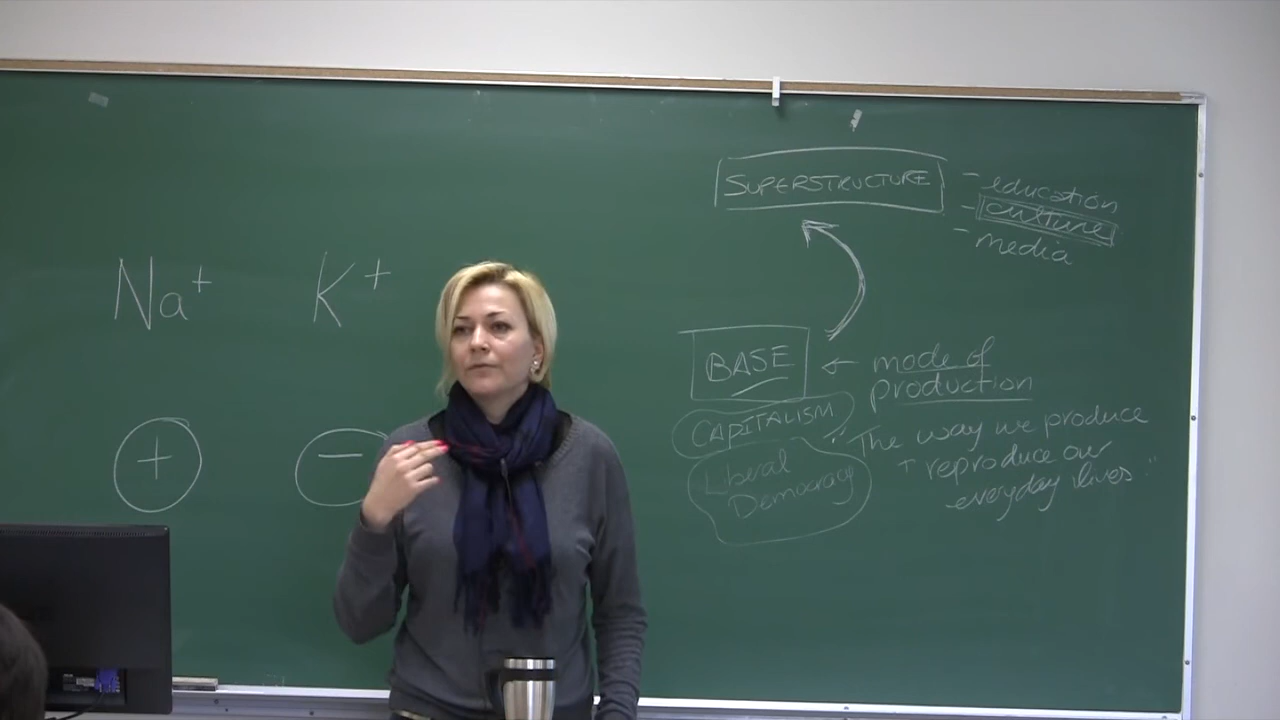 Na+ K+
+ −
SUPERSTRUCTURE
- education
- culture
- media
BASE ← mode of
production
CAPITALISM
Liberal
Democracy
"The way we produce
+ reproduce our
everyday lives"